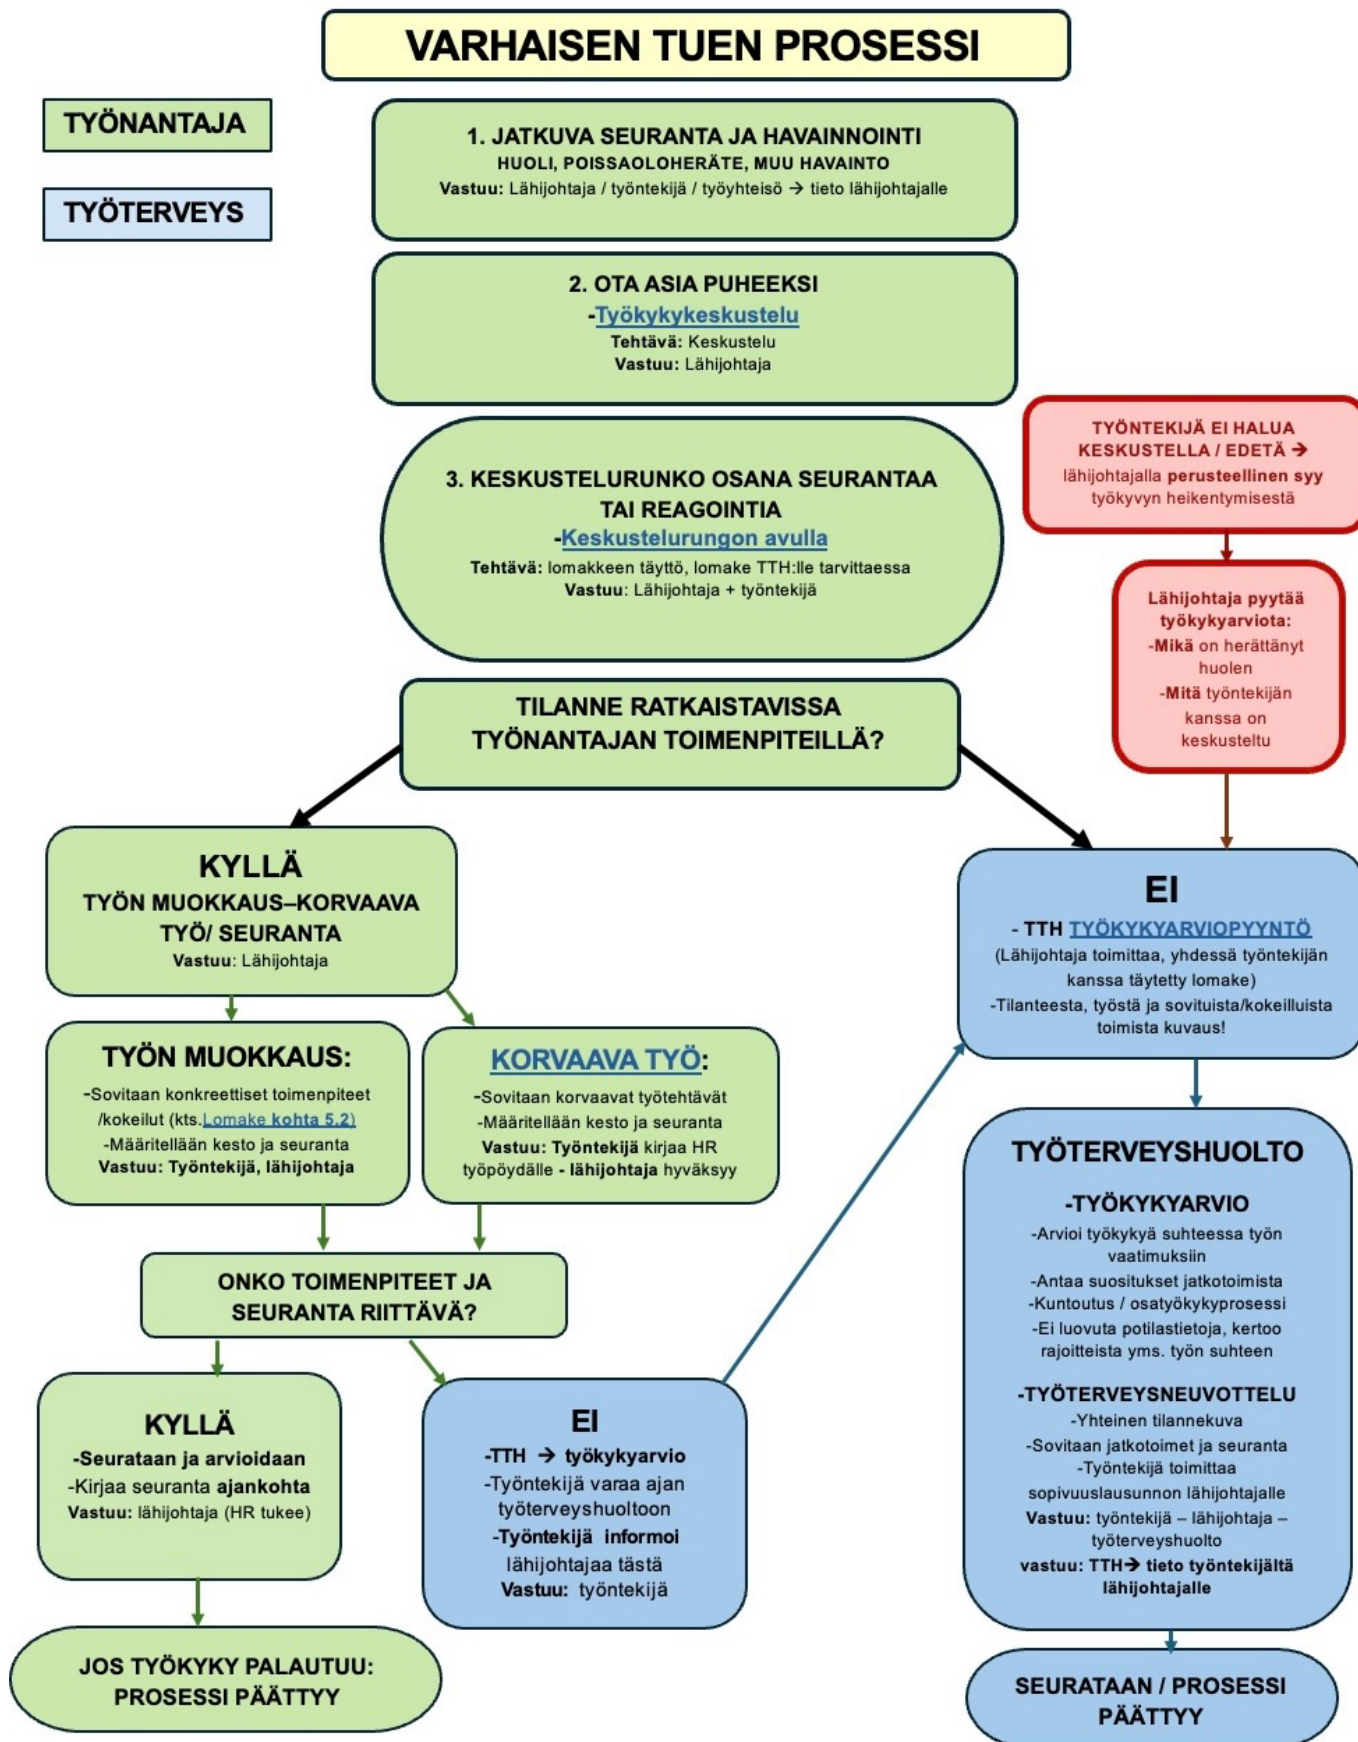 VARHAISEN TUEN PROSESSI
TYÖNANTAJA
TYÖTERVEYS
1. JATKUVA SEURANTA JA HAVAINNOINTI
HUOLI, POISSAOLOHERÄTE, MUU HAVAINTO
Vastuu: Lähijohtaja / työntekijä / työyhteisö → tieto lähijohtajalle
2. OTA ASIA PUHEEKSI
-Työkykykeskustelu
Tehtävä: Keskustelu
Vastuu: Lähijohtaja
3. KESKUSTELURUNKO OSANA SEURANTAA
TAI REAGOINTIA
-Keskustelurungon avulla
Tehtävä: lomakkeen täyttö, lomake TTH:lle tarvittaessa
Vastuu: Lähijohtaja + työntekijä
TYÖNTEKIJÄ EI HALUA
KESKUSTELLA / EDETÄ →
lähijohtajalla perusteellinen syy
työkyvyn heikentymisestä
Lähijohtaja pyytää
työkykyarviota:
-Mikä on herättänyt
huolen
-Mitä työntekijän
kanssa on
keskusteltu
TILANNE RATKAISTAVISSA
TYÖNANTAJAN TOIMENPITEILLÄ?
KYLLÄ
TYÖN MUOKKAUS–KORVAAVA
TYÖ/ SEURANTA
Vastuu: Lähijohtaja
EI
- TTH TYÖKYKYARVIOPYYNTÖ
(Lähijohtaja toimittaa, yhdessä työntekijän
kanssa täytetty lomake)
-Tilanteesta, työstä ja sovituista/kokeilluista
toimista kuvaus!
TYÖN MUOKKAUS:
-Sovitaan konkreettiset toimenpiteet
/kokeilut (kts.Lomake kohta 5.2)
-Määritellään kesto ja seuranta
Vastuu: Työntekijä, lähijohtaja
KORVAAVA TYÖ:
-Sovitaan korvaavat työtehtävät
-Määritellään kesto ja seuranta
Vastuu: Työntekijä kirjaa HR
työpöydälle - lähijohtaja hyväksyy
ONKO TOIMENPITEET JA
SEURANTA RIITTÄVÄ?
KYLLÄ
-Seurataan ja arvioidaan
-Kirjaa seuranta ajankohta
Vastuu: lähijohtaja (HR tukee)
EI
-TTH → työkykyarvio
-Työntekijä varaa ajan
työterveyshuoltoon
-Työntekijä informoi
lähijohtajaa tästä
Vastuu: työntekijä
TYÖTERVEYSHUOLTO
-TYÖKYKYARVIO
-Arvioi työkykyä suhteessa työn
vaatimuksiin
-Antaa suositukset jatkotoimista
-Kuntoutus / osatyökykyprosessi
-Ei luovuta potilastietoja, kertoo
rajoitteista yms. työn suhteen
-TYÖTERVEYSNEUVOTTELU
-Yhteinen tilannekuva
-Sovitaan jatkotoimet ja seuranta
-Työntekijä toimittaa
sopivuuslausunnon lähijohtajalle
Vastuu: työntekijä – lähijohtaja –
työterveyshuolto
vastuu: TTH→ tieto työntekijältä
lähijohtajalle
JOS TYÖKYKY PALAUTUU:
PROSESSI PÄÄTTYY
SEURATAAN / PROSESSI
PÄÄTTYY